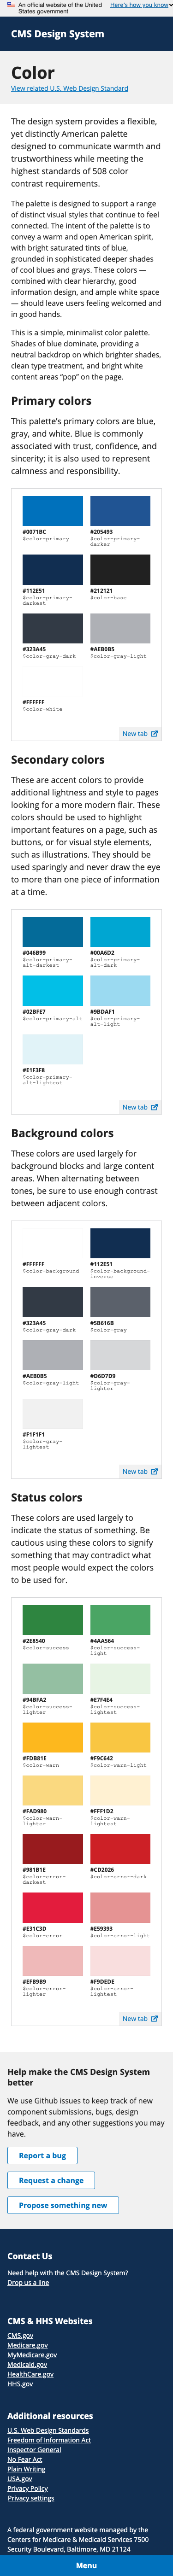 An official website of the United States government
Here's how you know
CMS Design System
Color
View related U.S. Web Design Standard
The design system provides a flexible,
yet distinctly American palette
designed to communicate warmth and
trustworthiness while meeting the
highest standards of 508 color
contrast requirements.
The palette is designed to support a range
of distinct visual styles that continue to feel
connected. The intent of the palette is to
convey a warm and open American spirit,
with bright saturated tints of blue,
grounded in sophisticated deeper shades
of cool blues and grays. These colors —
combined with clear hierarchy, good
information design, and ample white space
— should leave users feeling welcomed and
in good hands.
This is a simple, minimalist color palette.
Shades of blue dominate, providing a
neutral backdrop on which brighter shades,
clean type treatment, and bright white
content areas “pop” on the page.
Primary colors
This palette’s primary colors are blue,
gray, and white. Blue is commonly
associated with trust, confidence, and
sincerity; it is also used to represent
calmness and responsibility.
#0071BC
$color-primary
#205493
$color-primary-darker
#112E51
$color-primary-darkest
#212121
$color-base
#323A45
$color-gray-dark
#AEB0B5
$color-gray-light
#FFFFFF
$color-white
New tab
Secondary colors
These are accent colors to provide
additional lightness and style to pages
looking for a more modern flair. These
colors should be used to highlight
important features on a page, such as
buttons, or for visual style elements,
such as illustrations. They should be
used sparingly and never draw the eye
to more than one piece of information
at a time.
#046B99
$color-primary-alt-darkest
#00A6D2
$color-primary-alt-dark
#02BFE7
$color-primary-alt
#9BDAF1
$color-primary-alt-light
#E1F3F8
$color-primary-alt-lightest
New tab
Background colors
These colors are used largely for
background blocks and large content
areas. When alternating between
tones, be sure to use enough contrast
between adjacent colors.
#FFFFFF
$color-background
#112E51
$color-background-inverse
#323A45
$color-gray-dark
#5B616B
$color-gray
#AEB0B5
$color-gray-light
#D6D7D9
$color-gray-lighter
#F1F1F1
$color-gray-lightest
New tab
Status colors
These colors are used largely to
indicate the status of something. Be
cautious using these colors to signify
something that may contradict what
most people would expect the colors
to be used for.
#2E8540
$color-success
#4AA564
$color-success-light
#94BFA2
$color-success-lighter
#E7F4E4
$color-success-lightest
#FDB81E
$color-warn
#F9C642
$color-warn-light
#FAD980
$color-warn-lighter
#FFF1D2
$color-warn-lightest
#981B1E
$color-error-darkest
#CD2026
$color-error-dark
#E31C3D
$color-error
#E59393
$color-error-light
#EFB9B9
$color-error-lighter
#F9DEDE
$color-error-lightest
New tab
Help make the CMS Design System
better
We use Github issues to keep track of new
component submissions, bugs, design
feedback, and any other suggestions you may
have.
Report a bug
Request a change
Propose something new
Contact Us
Need help with the CMS Design System?
Drop us a line
CMS & HHS Websites
CMS.gov
Medicare.gov
MyMedicare.gov
Medicaid.gov
HealthCare.gov
HHS.gov
Additional resources
U.S. Web Design Standards
Freedom of Information Act
Inspector General
No Fear Act
Plain Writing
USA.gov
Privacy Policy
Privacy settings
A federal government website managed by the
Centers for Medicare & Medicaid Services 7500
Security Boulevard, Baltimore, MD 21124
Menu